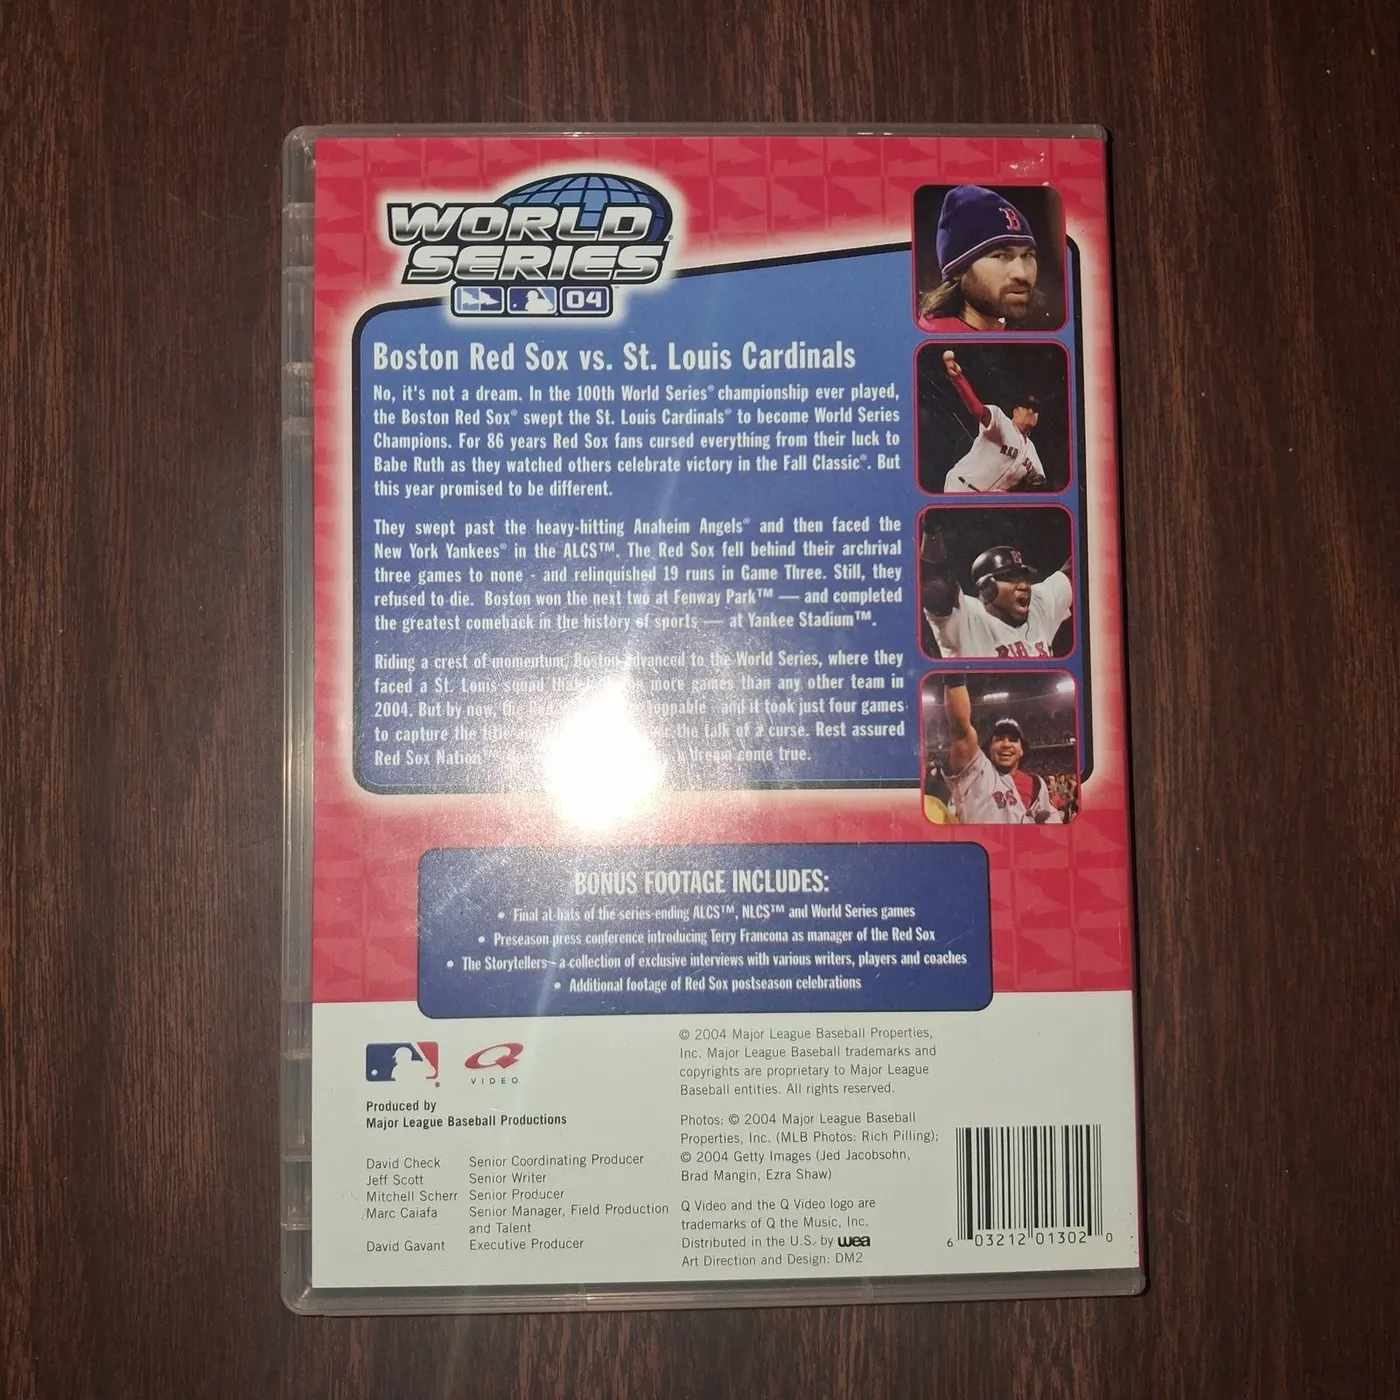 WORLD
SERIES
04
Boston Red Sox vs. St. Louis Cardinals
No, it's not a dream. In the 100th World Series® championship ever played,
the Boston Red Sox® swept the St. Louis Cardinals® to become World Series
Champions. For 86 years Red Sox fans cursed everything from their luck to
Babe Ruth as they watched others celebrate victory in the Fall Classic®. But
this year promised to be different.
They swept past the heavy-hitting Anaheim Angels® and then faced the
New York Yankees® in the ALCS™. The Red Sox fell behind their archrival
three games to none - and relinquished 19 runs in Game Three. Still, they
refused to die. Boston won the next two at Fenway Park™ — and completed
the greatest comeback in the history of sports — at Yankee Stadium™.
Riding a crest of momentum, Boston advanced to the World Series, where they
faced a St. Louis squad that more games than any other team in
2004. But by now, the - and it took just four games
to capture the title the talk of a curse. Rest assured
Red Sox Nation a dream come true.
BONUS FOOTAGE INCLUDES:
• Final at-bats of the series-ending ALCS™, NLCS™ and World Series games
• Preseason press conference introducing Terry Francona as manager of the Red Sox
• The Storytellers—a collection of exclusive interviews with various writers, players and coaches
• Additional footage of Red Sox postseason celebrations
Q
VIDEO
Produced by
Major League Baseball Productions
David Check Senior Coordinating Producer
Jeff Scott Senior Writer
Mitchell Scherr Senior Producer
Marc Caiafa Senior Manager, Field Production
and Talent
David Gavant Executive Producer
© 2004 Major League Baseball Properties,
Inc. Major League Baseball trademarks and
copyrights are proprietary to Major League
Baseball entities. All rights reserved.
Photos: © 2004 Major League Baseball
Properties, Inc. (MLB Photos: Rich Pilling);
© 2004 Getty Images (Jed Jacobsohn,
Brad Mangin, Ezra Shaw)
Q Video and the Q Video logo are
trademarks of Q the Music, Inc.
Distributed in the U.S. by wea
Art Direction and Design: DM2
6 03212 01302 0